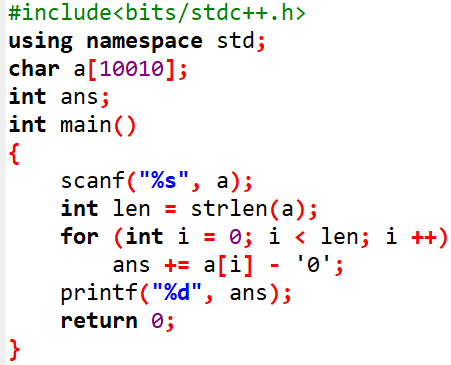 #include<bits/stdc++.h>
using namespace std;
char a[10010];
int ans;
int main()
{
    scanf("%s", a);
    int len = strlen(a);
    for (int i = 0; i < len; i ++)
        ans += a[i] - '0';
    printf("%d", ans);
    return 0;
}